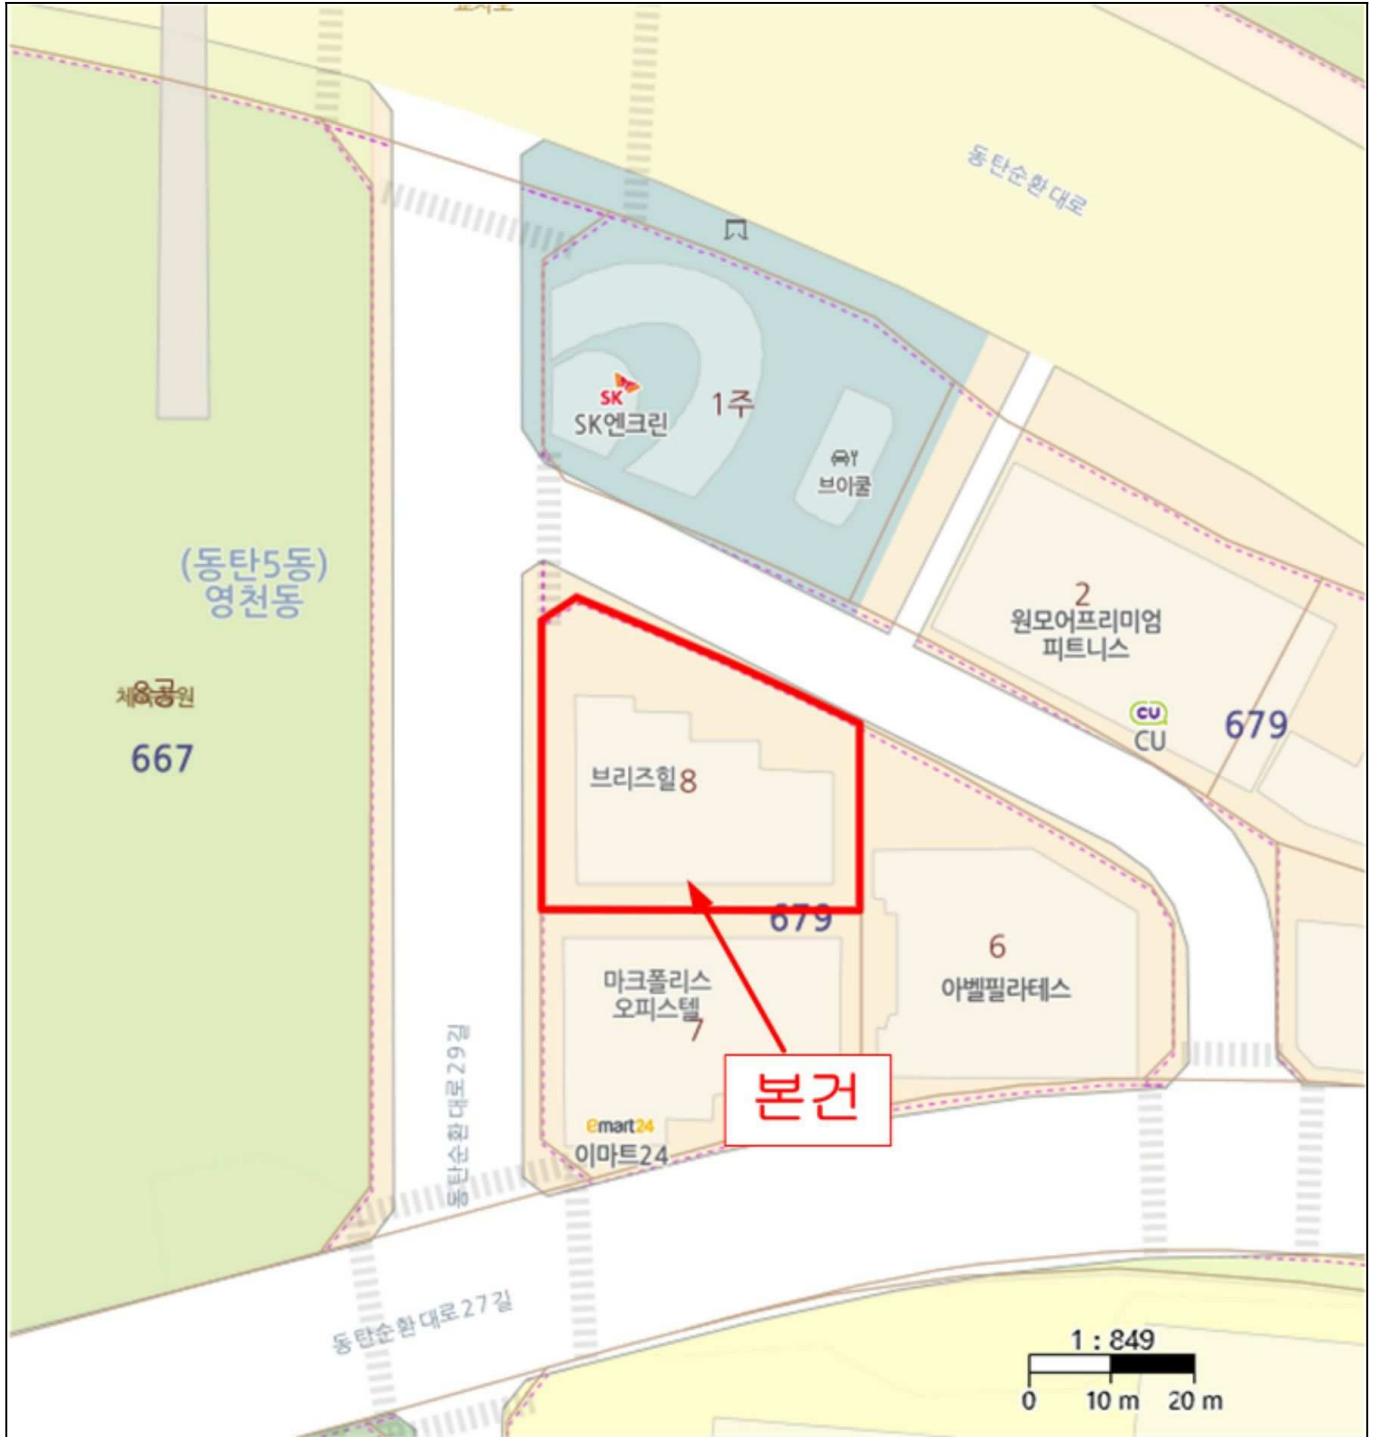 동탄순환대로
SK
SK엔크린
1주
브이쿨
(동탄5동)
영천동
2
원모어프리미엄
피트니스
CU
CU
679
667
브리즈힐 8
679
6
아벨필라테스
마크폴리스
오피스텔
7
본건
emart24
이마트24
동탄순환대로29길
동탄순환대로27길
1 : 849
0 10 m 20 m